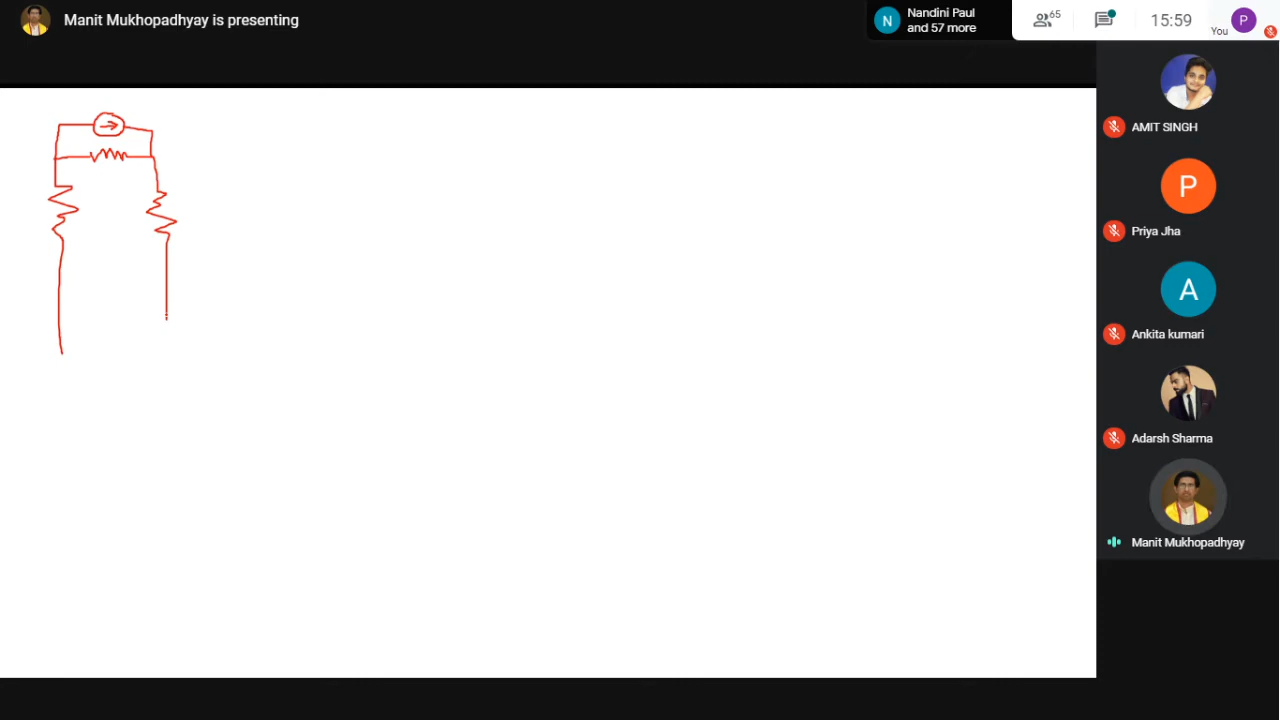 Manit Mukhopadhyay is presenting
N
Nandini Paul
and 57 more
65
15:59
You
P
AMIT SINGH
P
Priya Jha
A
Ankita kumari
Adarsh Sharma
Manit Mukhopadhyay